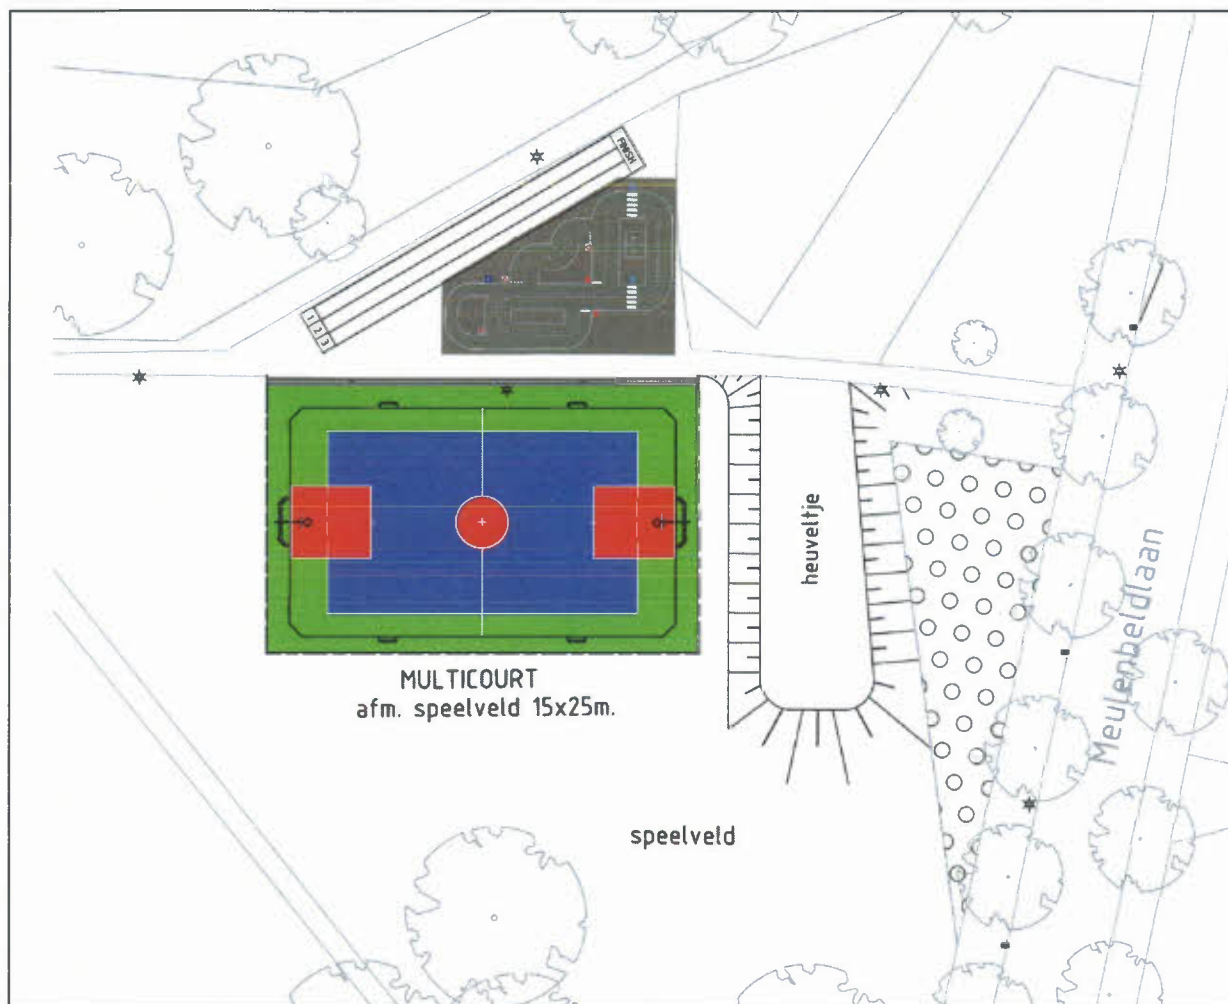 FINISH
1
2
3
heuveltje
Meulenbeldlaan
MULTICOURT
afm. speelveld 15x25m.
speelveld